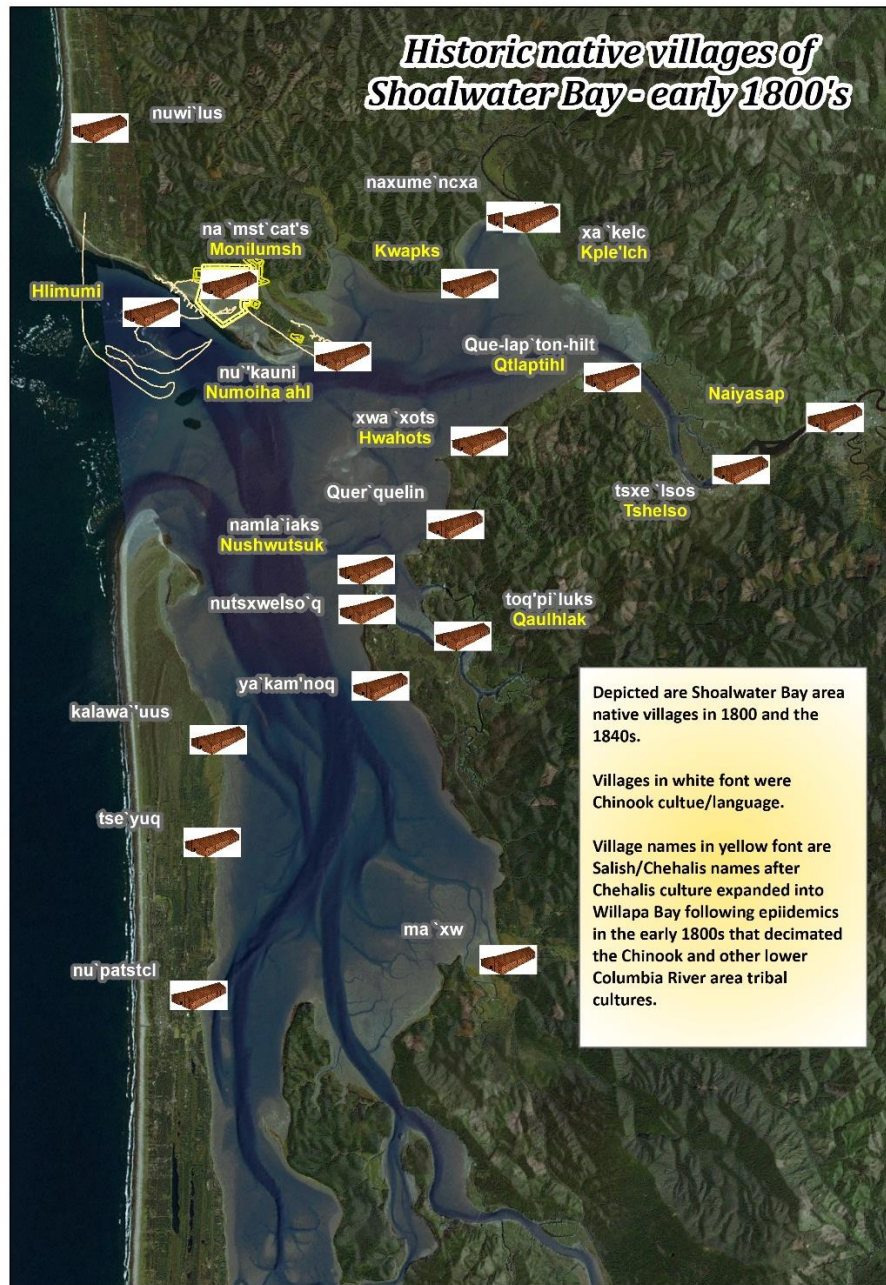 Historic native villages of
Shoalwater Bay - early 1800's
nuwi`lus
naxume`ncxa
na `mst`cat's
Monilumsh
Kwapks
xa `kelc
Kple'lch
Hlimumi
nu`'kauni
Numoiha ahl
Que-lap`ton-hilt
Qtlaptihl
Naiyasap
xwa `xots
Hwahots
tsxe `lsos
Tshelso
Quer`quelin
namla`iaks
Nushwutsuk
nutsxwelso`q
toq'pi`luks
Qaulhlak
ya`kam'noq
kalawa`'uus
tse`yuq
ma `xw
nu`patstcl
Depicted are Shoalwater Bay area
native villages in 1800 and the
1840s.
Villages in white font were
Chinook cultue/language.
Village names in yellow font are
Salish/Chehalis names after
Chehalis culture expanded into
Willapa Bay following epiidemics
in the early 1800s that decimated
the Chinook and other lower
Columbia River area tribal
cultures.